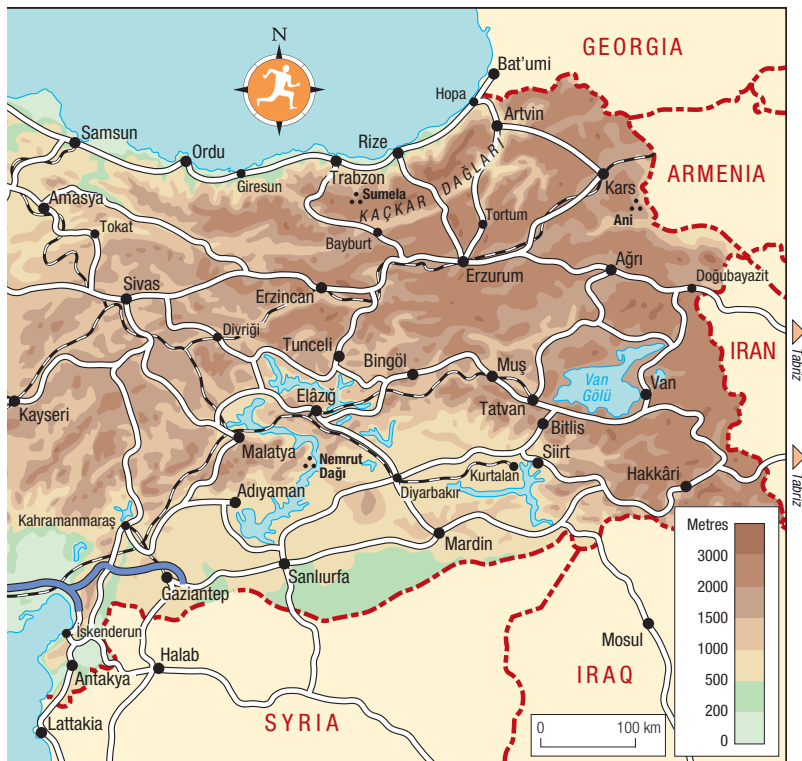 GEORGIA
N
Bat'umi
Hopa
Artvin
Samsun
Ordu
Rize
Trabzon
Giresun
Sumela
KAÇKAR DAĞLARI
ARMENIA
Kars
Ani
Amasya
Tokat
Tortum
Bayburt
Erzurum
Ağrı
Doğubayazit
Sivas
Erzincan
Divriği
Tunceli
Bingöl
Muş
IRAN
Tabriz
Van
Gölü
Van
Kayseri
Elâzığ
Tatvan
Bitlis
Malatya
Nemrut
Dağı
Siirt
Kurtalan
Diyarbakır
Hakkâri
Tabriz
Adıyaman
Kahramanmaraş
Mardin
Sanlıurfa
Gaziantep
İskenderun
Antakya
Halab
Lattakia
Mosul
SYRIA
IRAQ
Metres
3000
2000
1500
1000
500
200
0
0 100 km